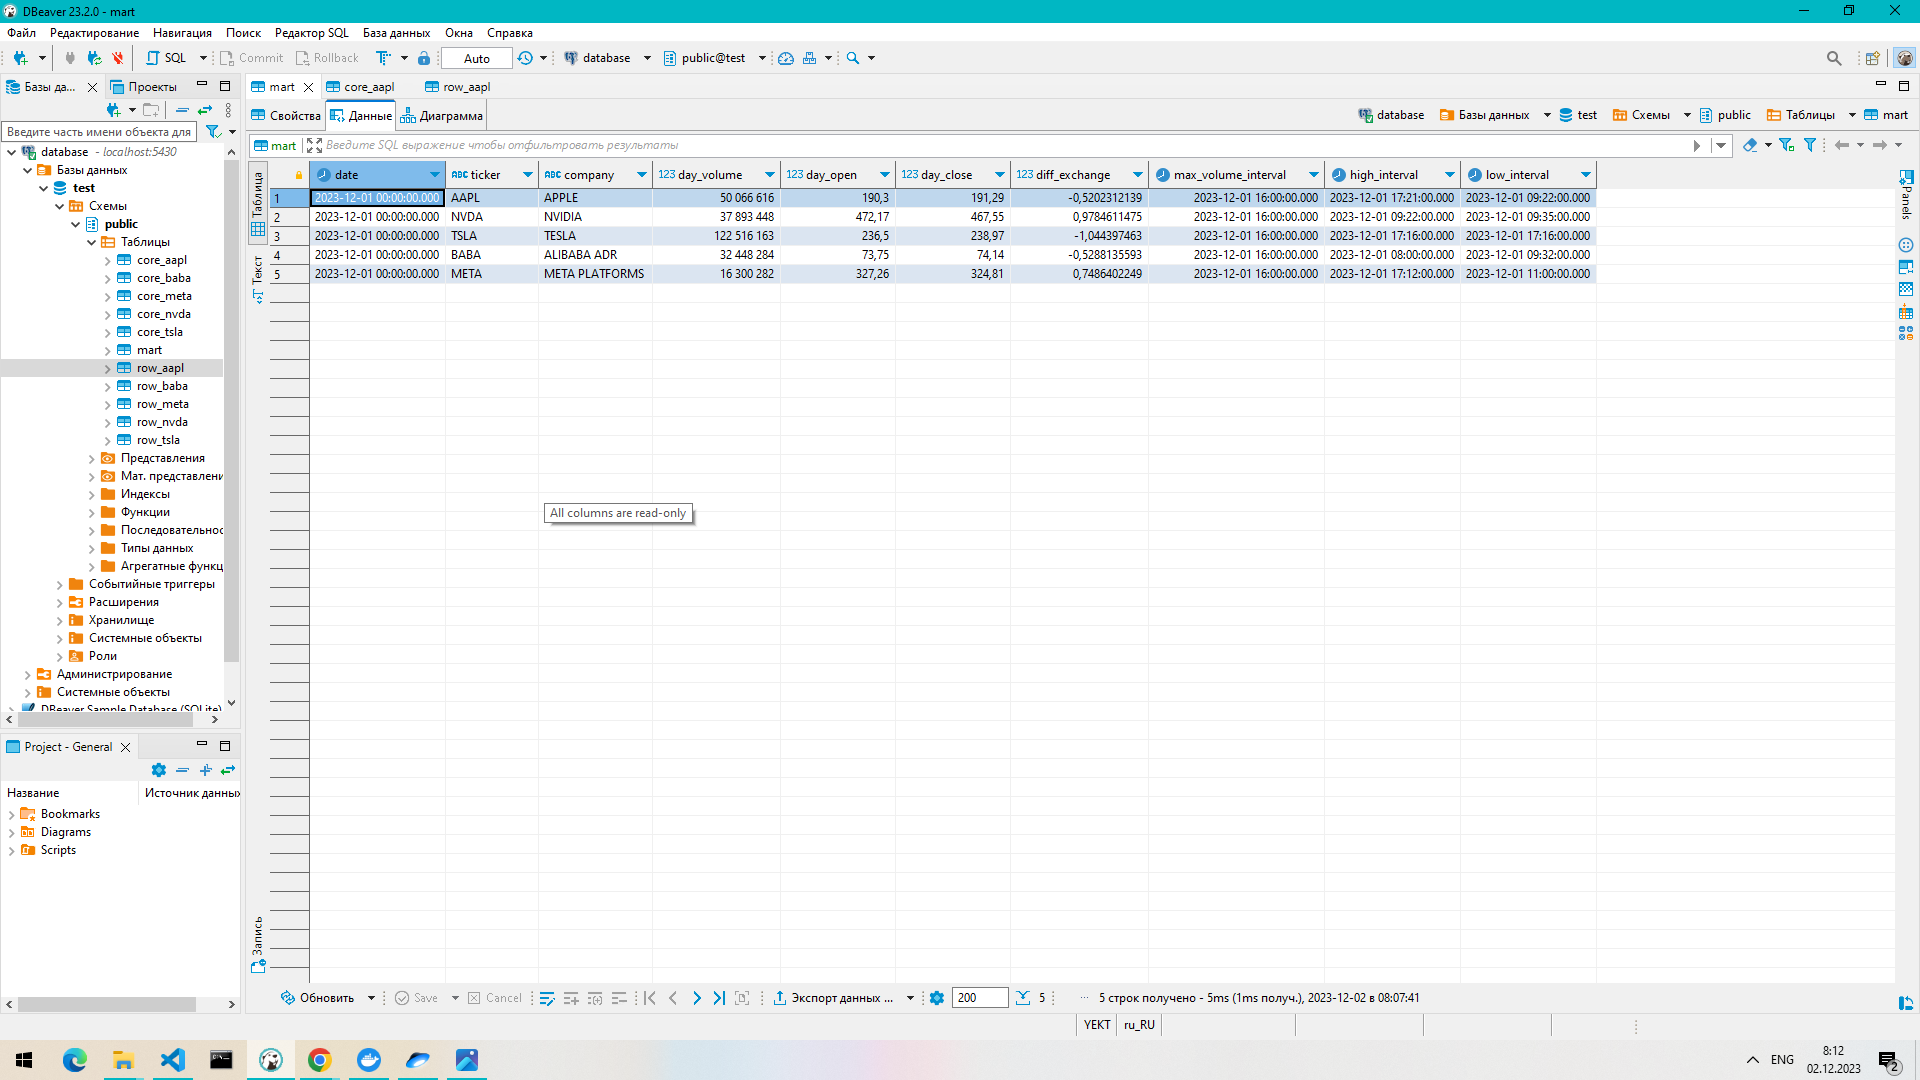 DBeaver 23.2.0 - mart
Файл Редактирование Навигация Поиск Редактор SQL База данных Окна Справка
SQL Commit Rollback Auto database public@test
Базы да... Проекты
mart core_aapl row_aapl
Свойства Данные Диаграмма
database Базы данных test Схемы public Таблицы mart
Введите часть имени объекта для
mart Введите SQL выражение чтобы отфильтровать результаты
database - localhost:5430
Базы данных
test
Схемы
public
Таблицы
core_aapl
core_baba
core_meta
core_nvda
core_tsla
mart
row_aapl
row_baba
row_meta
row_nvda
row_tsla
Представления
Мат. представлени
Индексы
Функции
Последовательнос
Типы данных
Агрегатные функц
Событийные триггеры
Расширения
Хранилище
Системные объекты
Роли
Администрирование
Системные объекты
DBeaver Sample Database (SQLite)
Таблица
Текст
Запись
Panels
date ABC ticker ABC company 123 day_volume 123 day_open 123 day_close 123 diff_exchange max_volume_interval high_interval low_interval
1 2023-12-01 00:00:00.000 AAPL APPLE 50 066 616 190,3 191,29 -0,5202312139 2023-12-01 16:00:00.000 2023-12-01 17:21:00.000 2023-12-01 09:22:00.000
2 2023-12-01 00:00:00.000 NVDA NVIDIA 37 893 448 472,17 467,55 0,9784611475 2023-12-01 16:00:00.000 2023-12-01 09:22:00.000 2023-12-01 09:35:00.000
3 2023-12-01 00:00:00.000 TSLA TESLA 122 516 163 236,5 238,97 -1,044397463 2023-12-01 16:00:00.000 2023-12-01 17:16:00.000 2023-12-01 17:16:00.000
4 2023-12-01 00:00:00.000 BABA ALIBABA ADR 32 448 284 73,75 74,14 -0,5288135593 2023-12-01 16:00:00.000 2023-12-01 08:00:00.000 2023-12-01 09:32:00.000
5 2023-12-01 00:00:00.000 META META PLATFORMS 16 300 282 327,26 324,81 0,7486402249 2023-12-01 16:00:00.000 2023-12-01 17:12:00.000 2023-12-01 11:00:00.000
All columns are read-only
Project - General
Название Источник данных
Bookmarks
Diagrams
Scripts
Обновить Save Cancel Экспорт данных ... 200 5 5 строк получено - 5ms (1ms получ.), 2023-12-02 в 08:07:41
YEKT ru_RU
ENG 8:12
02.12.2023 2